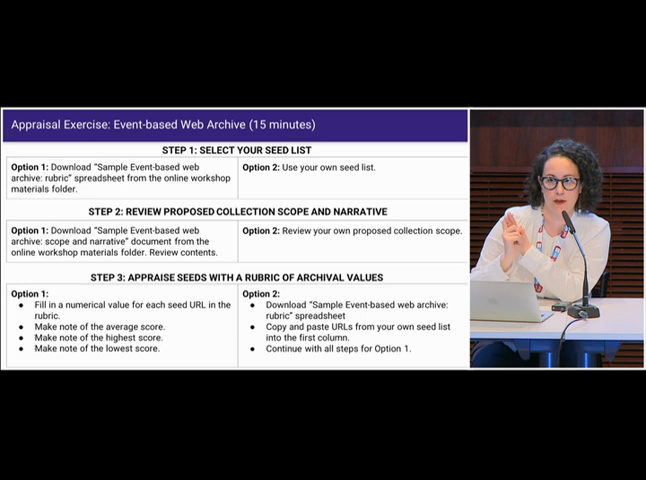 Appraisal Exercise: Event-based Web Archive (15 minutes)
STEP 1: SELECT YOUR SEED LIST
Option 1: Download “Sample Event-based web
archive: rubric” spreadsheet from the online workshop
materials folder.
Option 2: Use your own seed list.
STEP 2: REVIEW PROPOSED COLLECTION SCOPE AND NARRATIVE
Option 1: Download “Sample Event-based web
archive: scope and narrative” document from the
online workshop materials folder. Review contents.
Option 2: Review your own proposed collection scope.
STEP 3: APPRAISE SEEDS WITH A RUBRIC OF ARCHIVAL VALUES
Option 1:
● Fill in a numerical value for each seed URL in the
rubric.
● Make note of the average score.
● Make note of the highest score.
● Make note of the lowest score.
Option 2:
● Download “Sample Event-based web archive:
rubric” spreadsheet
● Copy and paste URLs from your own seed list
into the first column.
● Continue with all steps for Option 1.